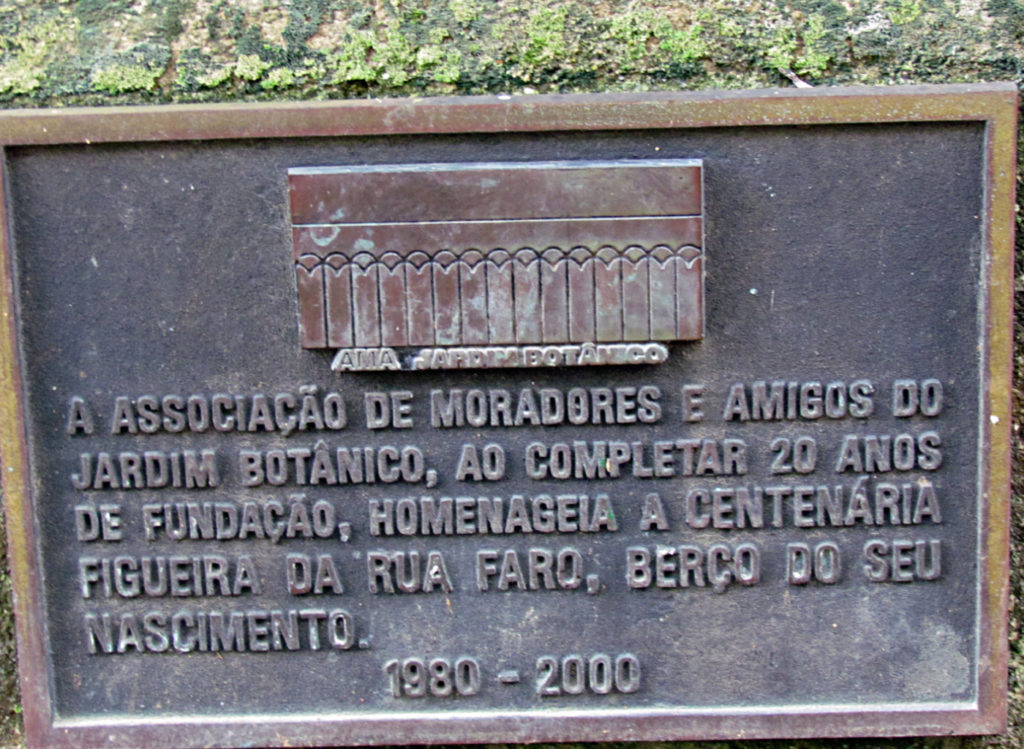 AMA JARDIM BOTÂNICO
A ASSOCIAÇÃO DE MORADORES E AMIGOS DO
JARDIM BOTÂNICO, AO COMPLETAR 20 ANOS
DE FUNDAÇÃO, HOMENAGEIA A CENTENÁRIA
FIGUEIRA DA RUA FARO, BERÇO DO SEU
NASCIMENTO.
1980 - 2000